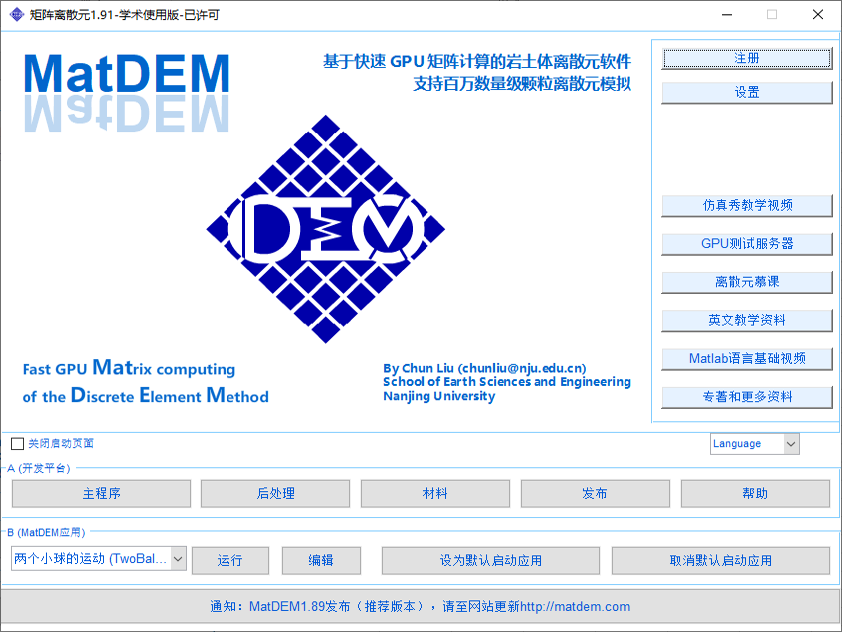 矩阵离散元1.91-学术使用版-已许可
MatDEM
基于快速 GPU 矩阵计算的岩土体离散元软件
支持百万数量级颗粒离散元模拟
DEM
Fast GPU Matrix computing
of the Discrete Element Method
By Chun Liu (chunliu@nju.edu.cn)
School of Earth Sciences and Engineering
Nanjing University
注册
设置
仿真秀教学视频
GPU测试服务器
离散元慕课
英文教学资料
Matlab语言基础视频
专著和更多资料
关闭启动页面
Language
A (开发平台)
主程序
后处理
材料
发布
帮助
B (MatDEM应用)
两个小球的运动 (TwoBal...
运行
编辑
设为默认启动应用
取消默认启动应用
通知：MatDEM1.89发布（推荐版本），请至网站更新http://matdem.com